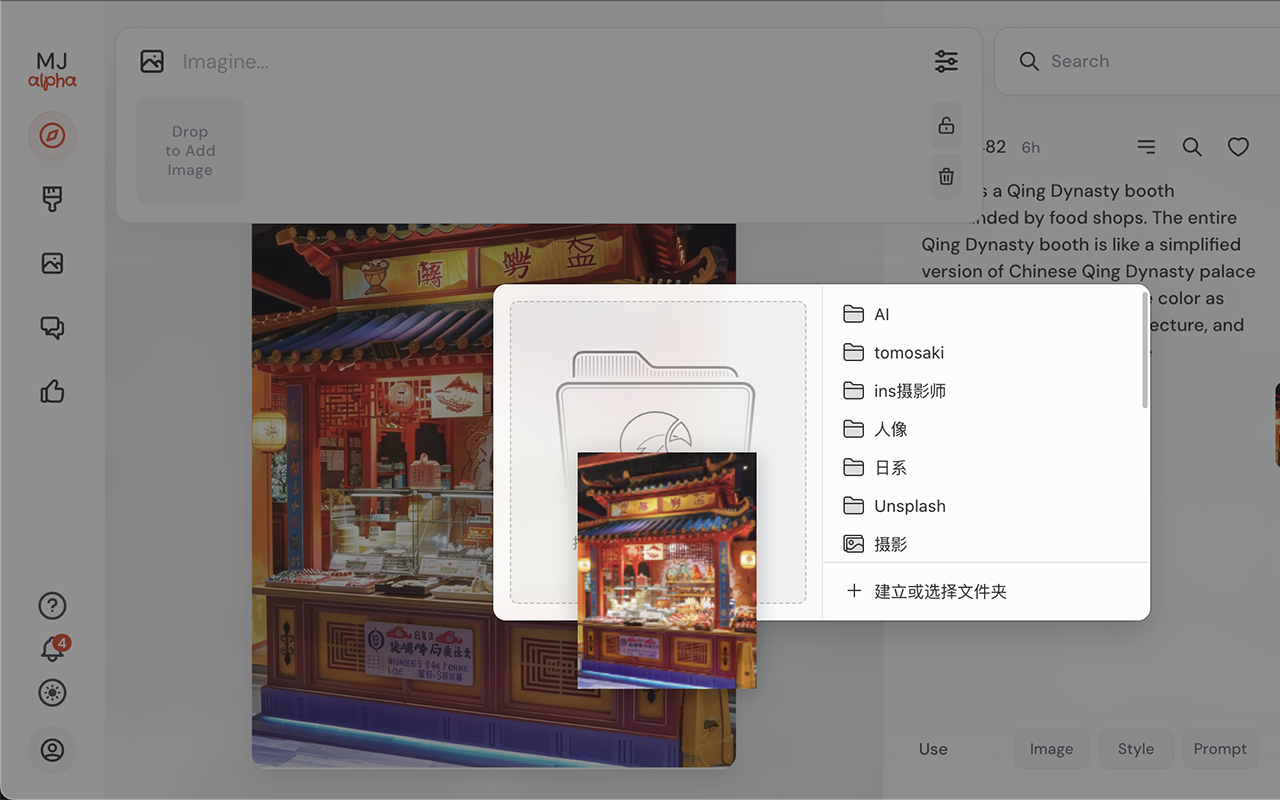 MJ
alpha
Imagine...
Search
Drop
to Add
Image
82 6h
s a Qing Dynasty booth
nded by food shops. The entire
Qing Dynasty booth is like a simplified
version of Chinese Qing Dynasty palace
color as
ecture, and
AI
tomosaki
ins摄影师
人像
日系
Unsplash
摄影
建立或选择文件夹
4
Use
Image
Style
Prompt